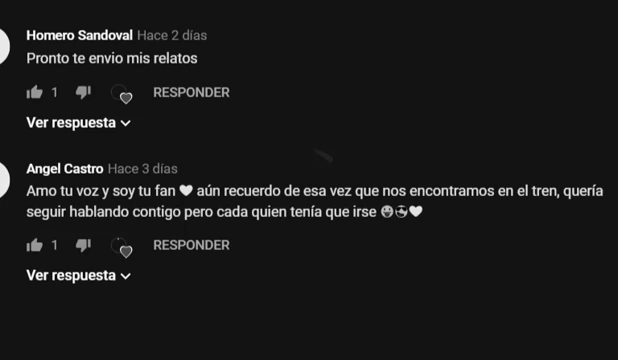 Homero Sandoval Hace 2 días
Pronto te envio mis relatos
1 RESPONDER
Ver respuesta
Angel Castro Hace 3 días
Amo tu voz y soy tu fan 🤍 aún recuerdo de esa vez que nos encontramos en el tren, quería
seguir hablando contigo pero cada quien tenía que irse 😷🤣🤍
1 RESPONDER
Ver respuesta